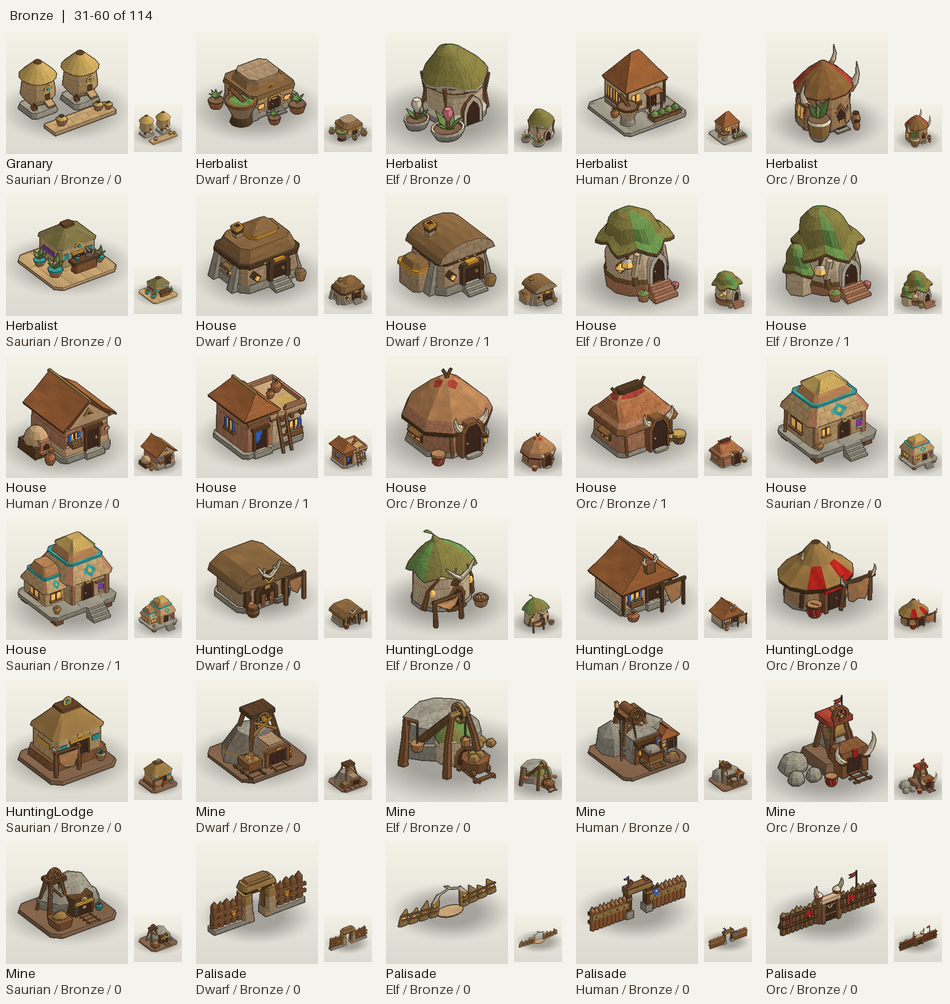 Bronze | 31-60 of 114
Granary
Saurian / Bronze / 0
Herbalist
Dwarf / Bronze / 0
Herbalist
Elf / Bronze / 0
Herbalist
Human / Bronze / 0
Herbalist
Orc / Bronze / 0
Herbalist
Saurian / Bronze / 0
House
Dwarf / Bronze / 0
House
Dwarf / Bronze / 1
House
Elf / Bronze / 0
House
Elf / Bronze / 1
House
Human / Bronze / 0
House
Human / Bronze / 1
House
Orc / Bronze / 0
House
Orc / Bronze / 1
House
Saurian / Bronze / 0
House
Saurian / Bronze / 1
HuntingLodge
Dwarf / Bronze / 0
HuntingLodge
Elf / Bronze / 0
HuntingLodge
Human / Bronze / 0
HuntingLodge
Orc / Bronze / 0
HuntingLodge
Saurian / Bronze / 0
Mine
Dwarf / Bronze / 0
Mine
Elf / Bronze / 0
Mine
Human / Bronze / 0
Mine
Orc / Bronze / 0
Mine
Saurian / Bronze / 0
Palisade
Dwarf / Bronze / 0
Palisade
Elf / Bronze / 0
Palisade
Human / Bronze / 0
Palisade
Orc / Bronze / 0